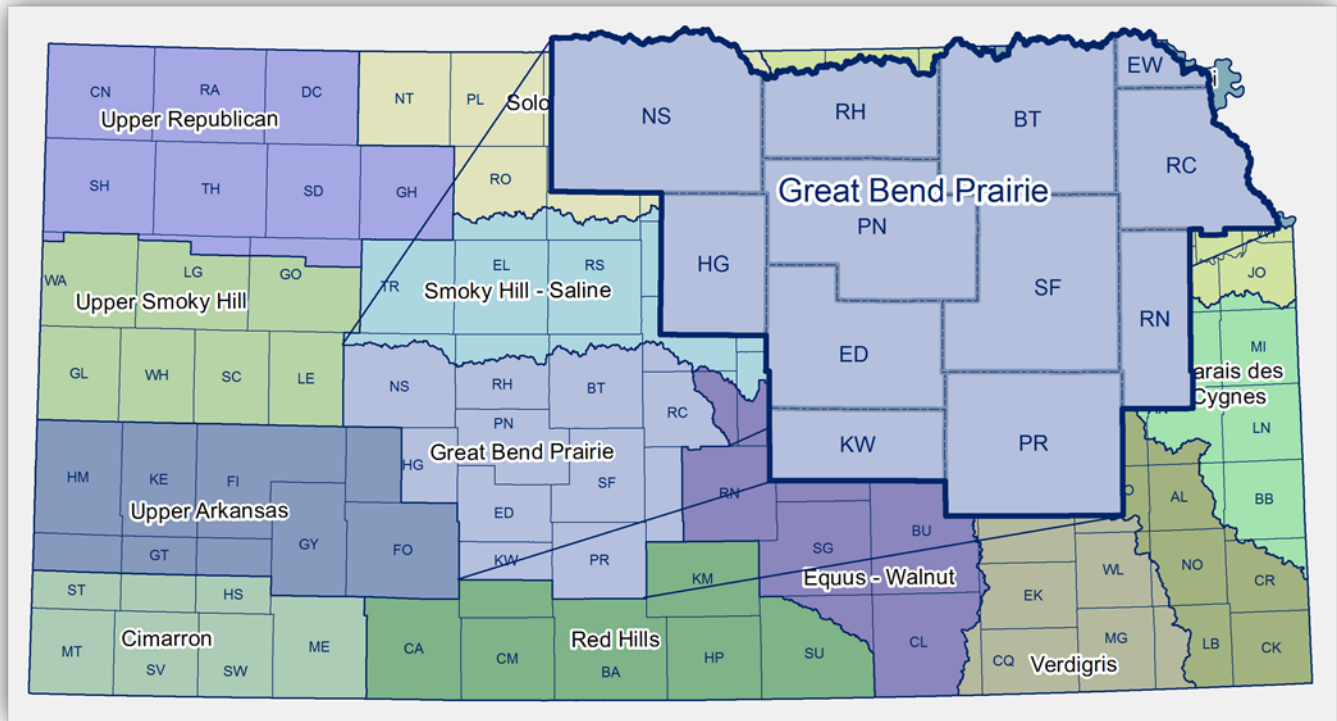 CN
RA
DC
Upper Republican
SH
TH
SD
GH
NT
PL
Solo
RO
WA
LG
GO
Upper Smoky Hill
GL
WH
SC
LE
TR
EL
RS
Smoky Hill - Saline
NS
RH
BT
RC
PN
HG
Great Bend Prairie
SF
ED
KW
PR
HM
KE
FI
Upper Arkansas
GT
GY
FO
ST
HS
Cimarron
MT
SV
SW
ME
CA
CM
Red Hills
BA
HP
KM
SU
RN
SG
BU
Equus - Walnut
CL
EK
WL
CQ
MG
Verdigris
AL
NO
CR
LB
CK
JO
MI
arais des
Cygnes
LN
BB
NS
RH
BT
EW
RC
Great Bend Prairie
PN
HG
SF
RN
ED
KW
PR